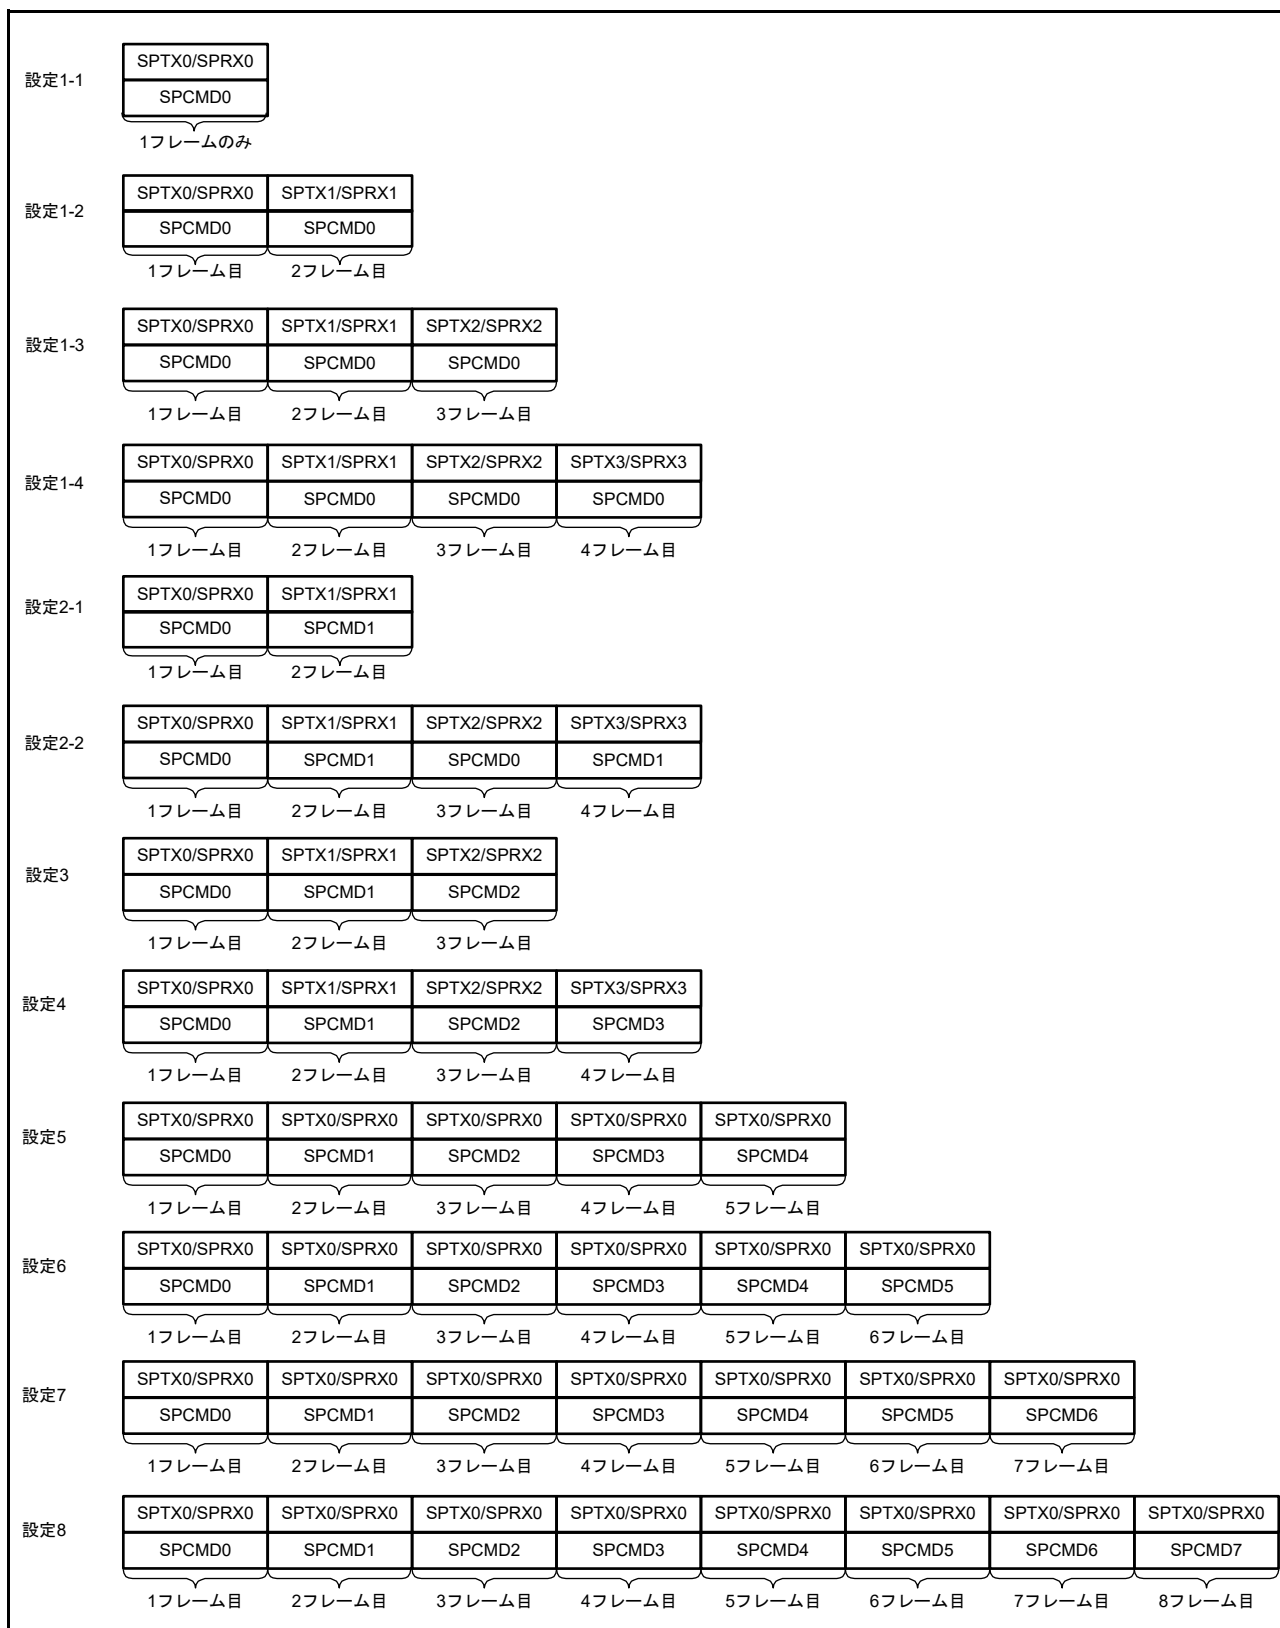 設定1-1
SPTX0/SPRX0
SPCMD0
1フレームのみ
設定1-2
SPTX0/SPRX0 SPTX1/SPRX1
SPCMD0 SPCMD0
1フレーム目 2フレーム目
設定1-3
SPTX0/SPRX0 SPTX1/SPRX1 SPTX2/SPRX2
SPCMD0 SPCMD0 SPCMD0
1フレーム目 2フレーム目 3フレーム目
設定1-4
SPTX0/SPRX0 SPTX1/SPRX1 SPTX2/SPRX2 SPTX3/SPRX3
SPCMD0 SPCMD0 SPCMD0 SPCMD0
1フレーム目 2フレーム目 3フレーム目 4フレーム目
設定2-1
SPTX0/SPRX0 SPTX1/SPRX1
SPCMD0 SPCMD1
1フレーム目 2フレーム目
設定2-2
SPTX0/SPRX0 SPTX1/SPRX1 SPTX2/SPRX2 SPTX3/SPRX3
SPCMD0 SPCMD1 SPCMD0 SPCMD1
1フレーム目 2フレーム目 3フレーム目 4フレーム目
設定3
SPTX0/SPRX0 SPTX1/SPRX1 SPTX2/SPRX2
SPCMD0 SPCMD1 SPCMD2
1フレーム目 2フレーム目 3フレーム目
設定4
SPTX0/SPRX0 SPTX1/SPRX1 SPTX2/SPRX2 SPTX3/SPRX3
SPCMD0 SPCMD1 SPCMD2 SPCMD3
1フレーム目 2フレーム目 3フレーム目 4フレーム目
設定5
SPTX0/SPRX0 SPTX0/SPRX0 SPTX0/SPRX0 SPTX0/SPRX0 SPTX0/SPRX0
SPCMD0 SPCMD1 SPCMD2 SPCMD3 SPCMD4
1フレーム目 2フレーム目 3フレーム目 4フレーム目 5フレーム目
設定6
SPTX0/SPRX0 SPTX0/SPRX0 SPTX0/SPRX0 SPTX0/SPRX0 SPTX0/SPRX0 SPTX0/SPRX0
SPCMD0 SPCMD1 SPCMD2 SPCMD3 SPCMD4 SPCMD5
1フレーム目 2フレーム目 3フレーム目 4フレーム目 5フレーム目 6フレーム目
設定7
SPTX0/SPRX0 SPTX0/SPRX0 SPTX0/SPRX0 SPTX0/SPRX0 SPTX0/SPRX0 SPTX0/SPRX0 SPTX0/SPRX0
SPCMD0 SPCMD1 SPCMD2 SPCMD3 SPCMD4 SPCMD5 SPCMD6
1フレーム目 2フレーム目 3フレーム目 4フレーム目 5フレーム目 6フレーム目 7フレーム目
設定8
SPTX0/SPRX0 SPTX0/SPRX0 SPTX0/SPRX0 SPTX0/SPRX0 SPTX0/SPRX0 SPTX0/SPRX0 SPTX0/SPRX0 SPTX0/SPRX0
SPCMD0 SPCMD1 SPCMD2 SPCMD3 SPCMD4 SPCMD5 SPCMD6 SPCMD7
1フレーム目 2フレーム目 3フレーム目 4フレーム目 5フレーム目 6フレーム目 7フレーム目 8フレーム目